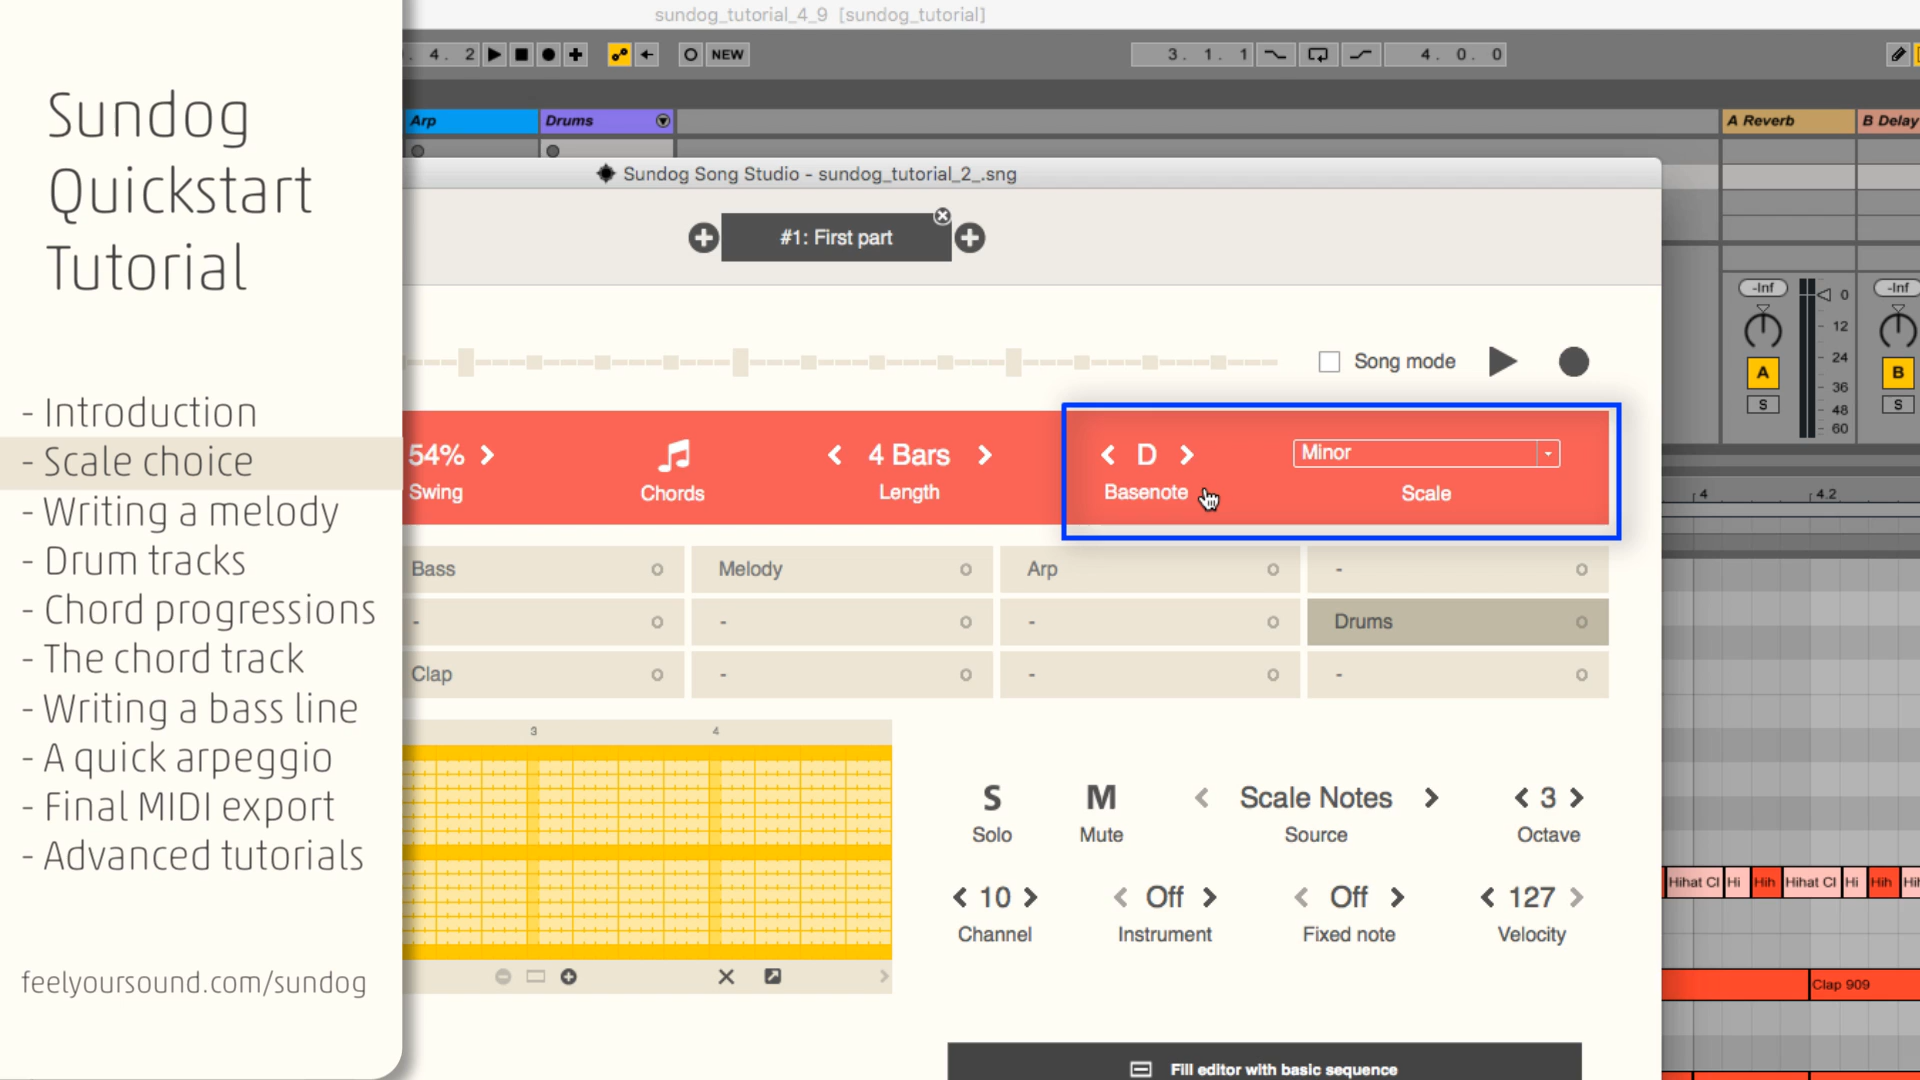 sundog_tutorial_4_9 [sundog_tutorial]
. 4. 2
NEW
3. 1. 1
4. 0. 0
Arp
Drums
A Reverb
B Delay
Sundog Song Studio - sundog_tutorial_2_.sng
#1: First part
Sundog
Quickstart
Tutorial
- Introduction
- Scale choice
- Writing a melody
- Drum tracks
- Chord progressions
- The chord track
- Writing a bass line
- A quick arpeggio
- Final MIDI export
- Advanced tutorials
feelyoursound.com/sundog
Song mode
-Inf
-Inf
0
12
24
36
48
60
A
B
S
S
54%
Swing
Chords
4 Bars
Length
D
Basenote
Minor
Scale
4
4.2
Bass
Melody
Arp
-
-
-
-
Drums
Clap
-
-
-
3
4
S
Solo
M
Mute
Scale Notes
Source
3
Octave
10
Channel
Off
Instrument
Off
Fixed note
127
Velocity
Hihat Cl
Hi
Hih
Hihat Cl
Hi
Hih
Hi
Clap 909
Fill editor with basic sequence